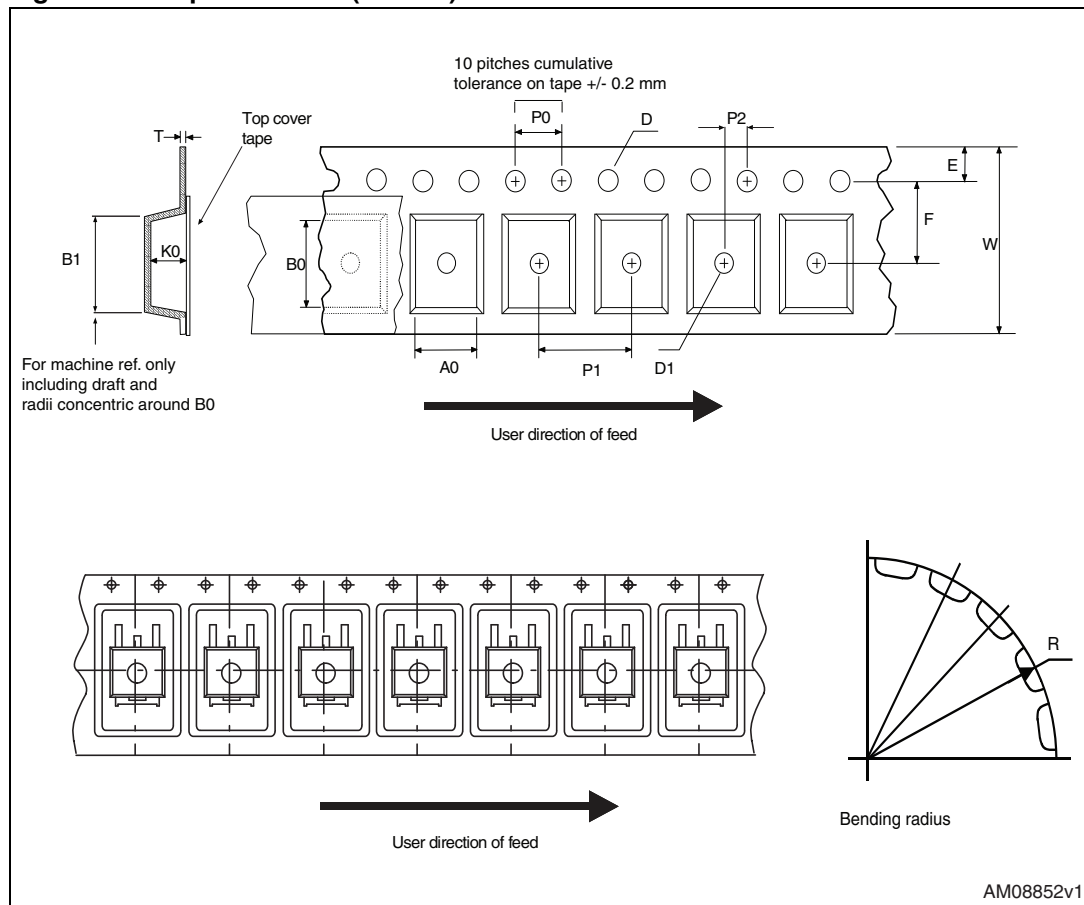 10 pitches cumulative
tolerance on tape +/- 0.2 mm
T
Top cover
tape
P0
D
P2
E
F
W
B1
K0
B0
A0
P1
D1
For machine ref. only
including draft and
radii concentric around B0
User direction of feed
R
Bending radius
User direction of feed
AM08852v1